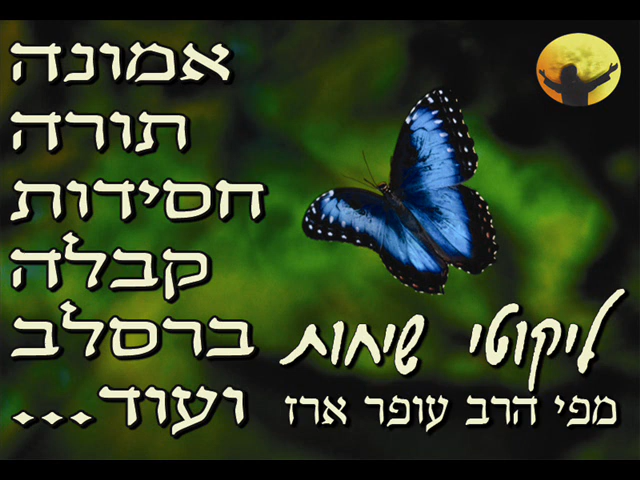 אמונה
תורה
חסידות
קבלה
ברסלב
ועוד...
ליקוטי שיחות
מפי הרב עופר ארז